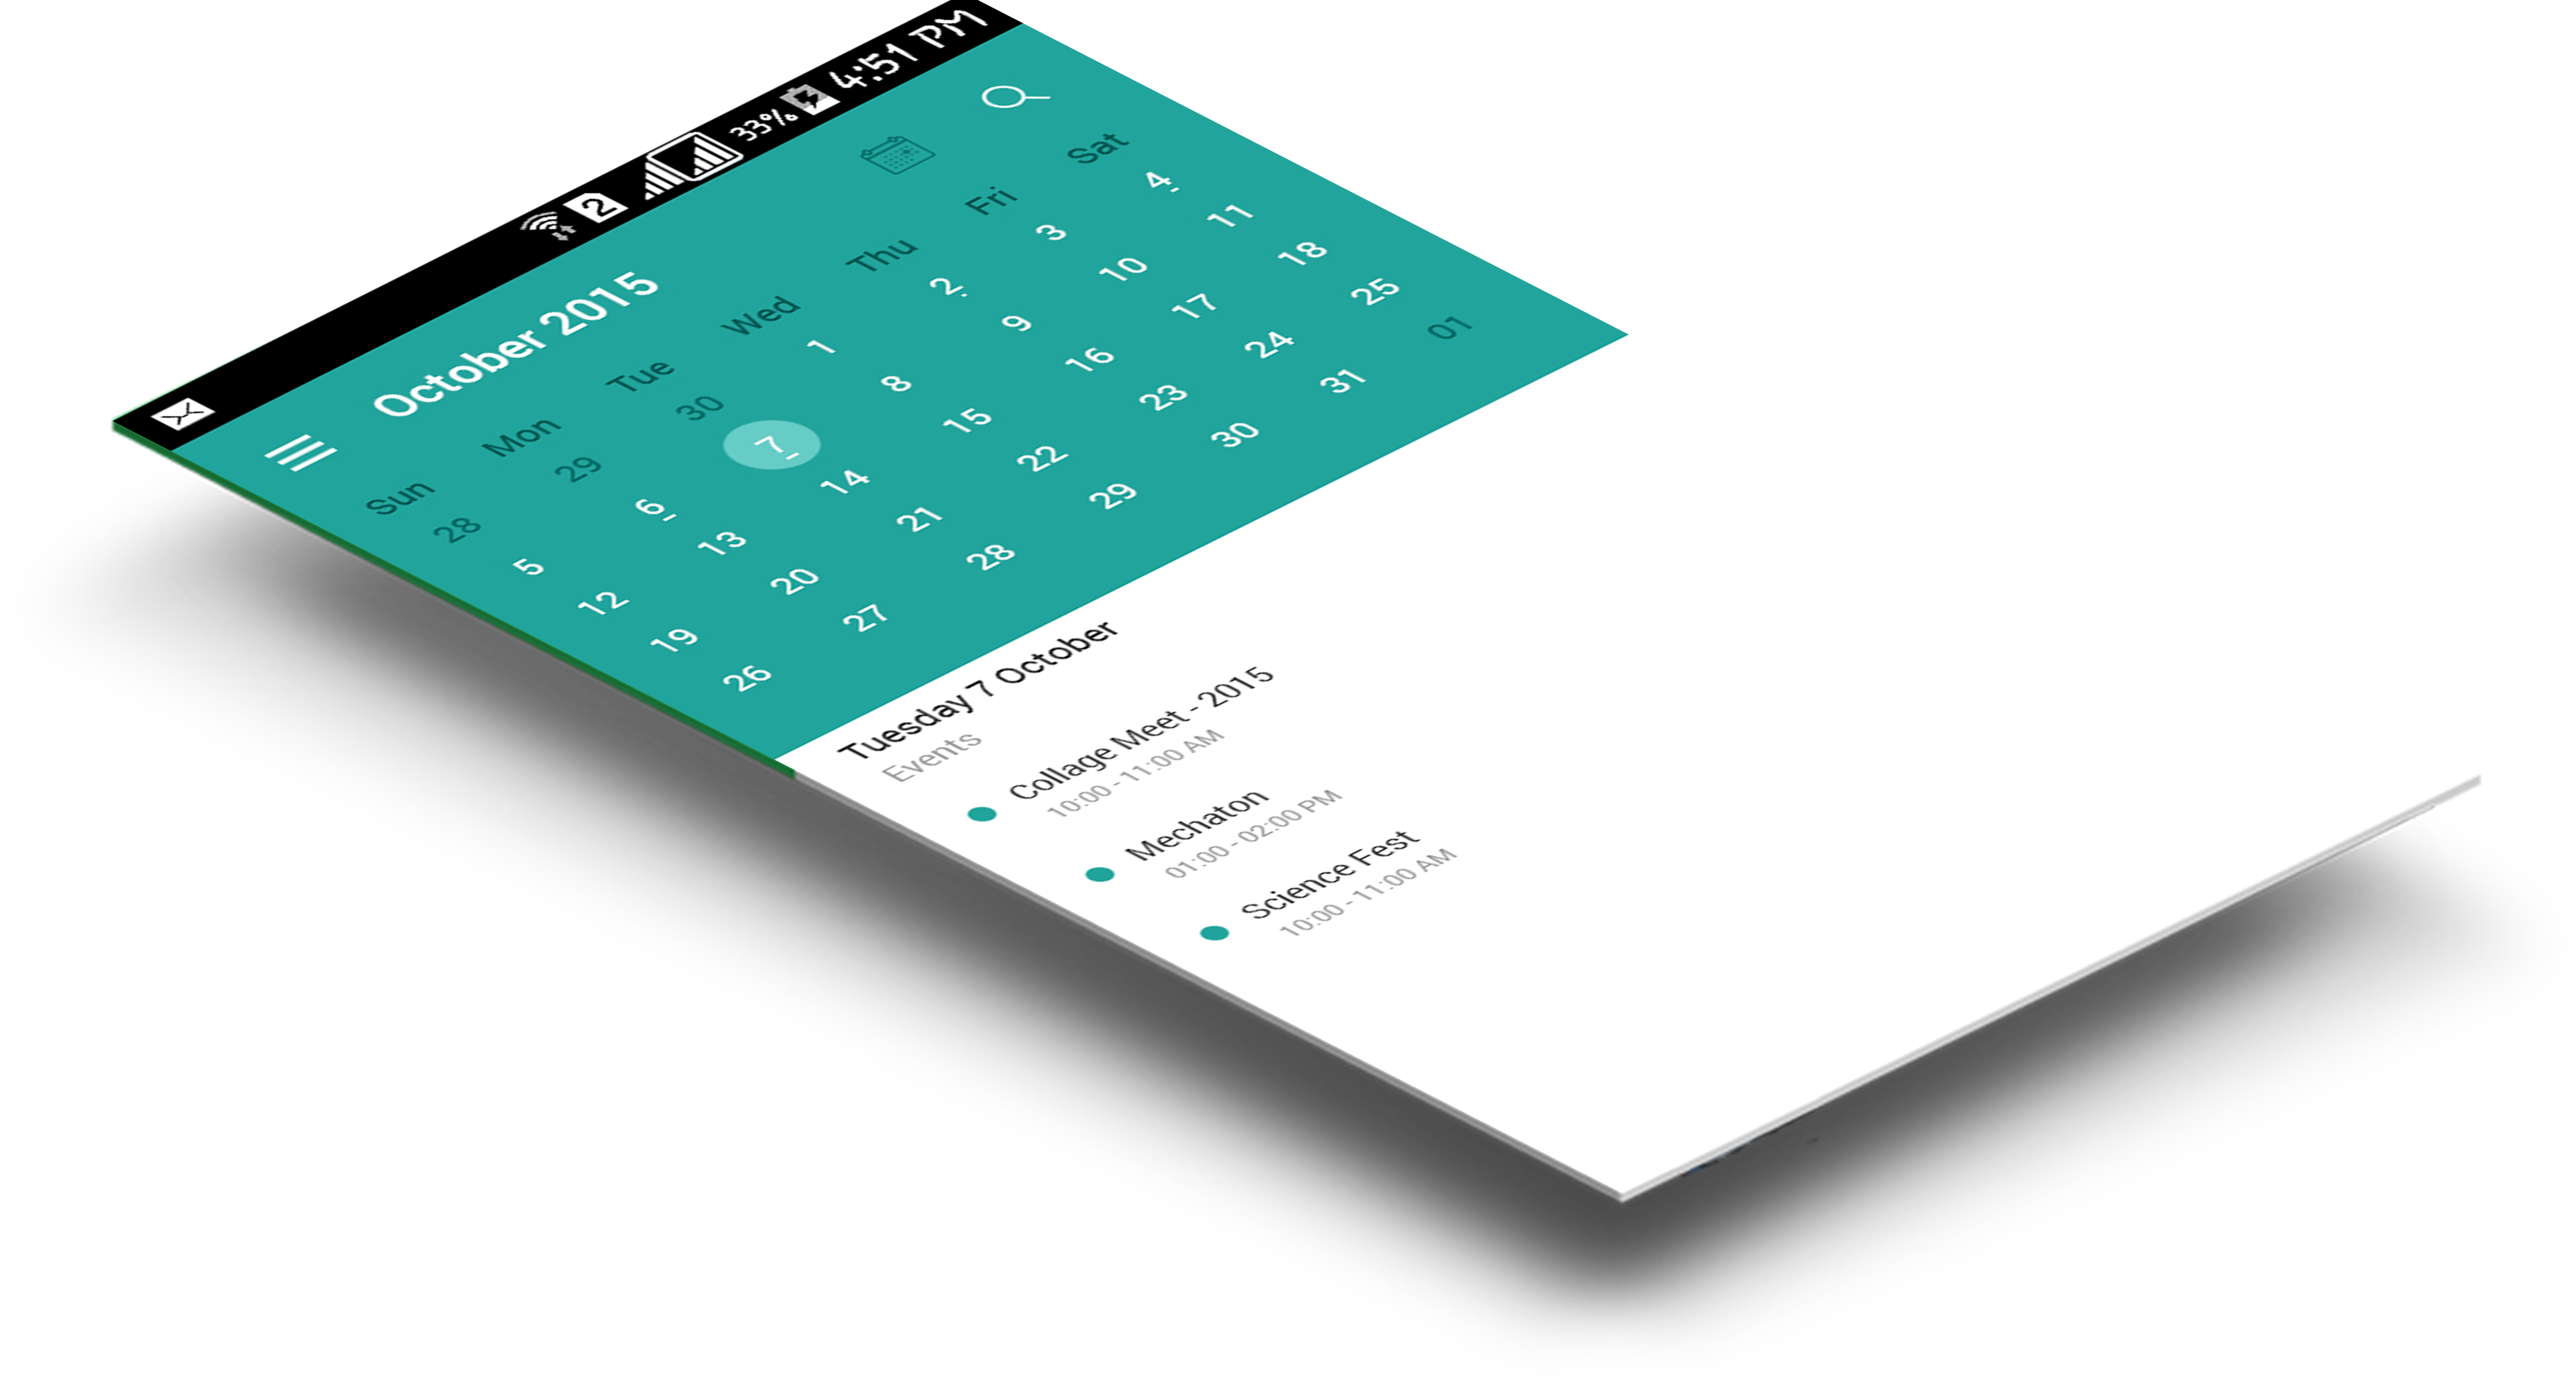 33% 4:51 PM
2
October 2015
Sun Mon Tue Wed Thu Fri Sat
28 29 30 1 2 3 4
5 6 7 8 9 10 11
12 13 14 15 16 17 18
19 20 21 22 23 24 25
26 27 28 29 30 31 01
Tuesday 7 October
Events
Collage Meet - 2015
10:00 - 11:00 AM
Mechaton
01:00 - 02:00 PM
Science Fest
10:00 - 11:00 AM